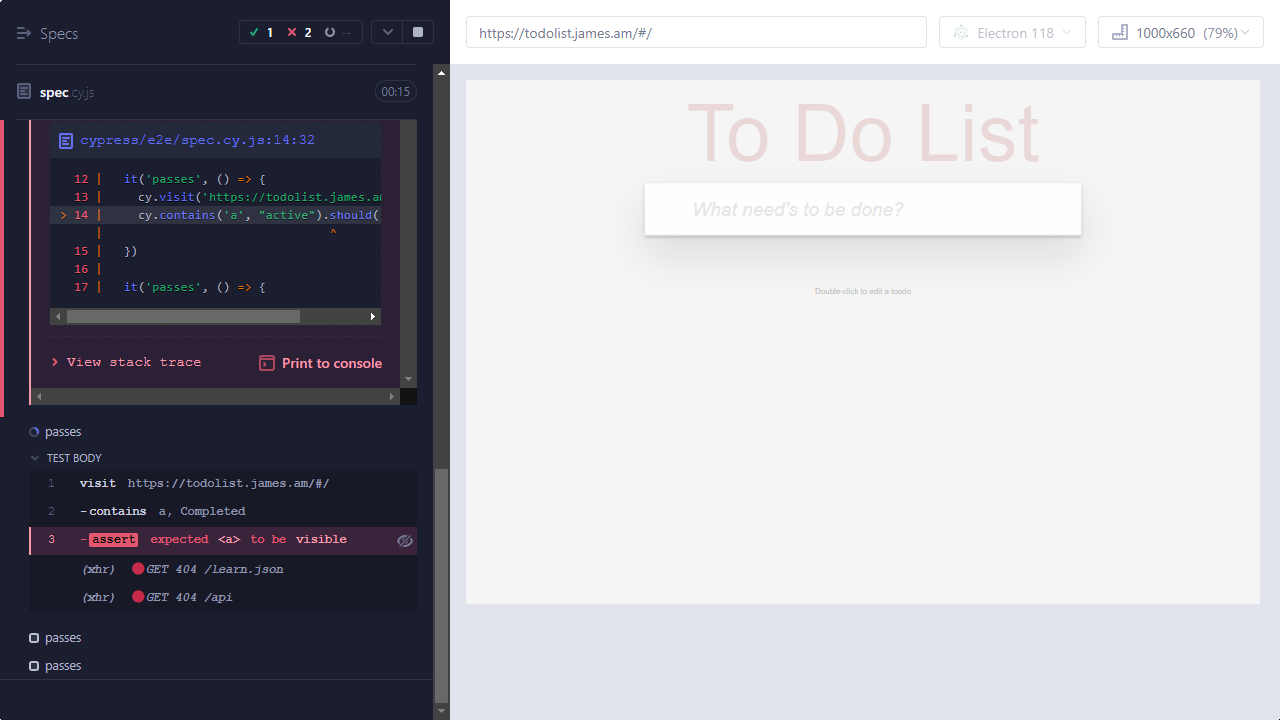 Specs
1
2
--
spec.cy.js
00:15
cypress/e2e/spec.cy.js:14:32
12 | it('passes', () => {
13 | cy.visit('https://todolist.james.am
> 14 | cy.contains('a', "active").should(
| ^
15 | })
16 |
17 | it('passes', () => {
> View stack trace
Print to console
passes
TEST BODY
1 visit https://todolist.james.am/#/
2 -contains a, Completed
3 -assert expected <a> to be visible
(xhr) GET 404 /learn.json
(xhr) GET 404 /api
passes
passes
https://todolist.james.am/#/
Electron 118
1000x660 (79%)
To Do List
What need's to be done?
Double-click to edit a toodo